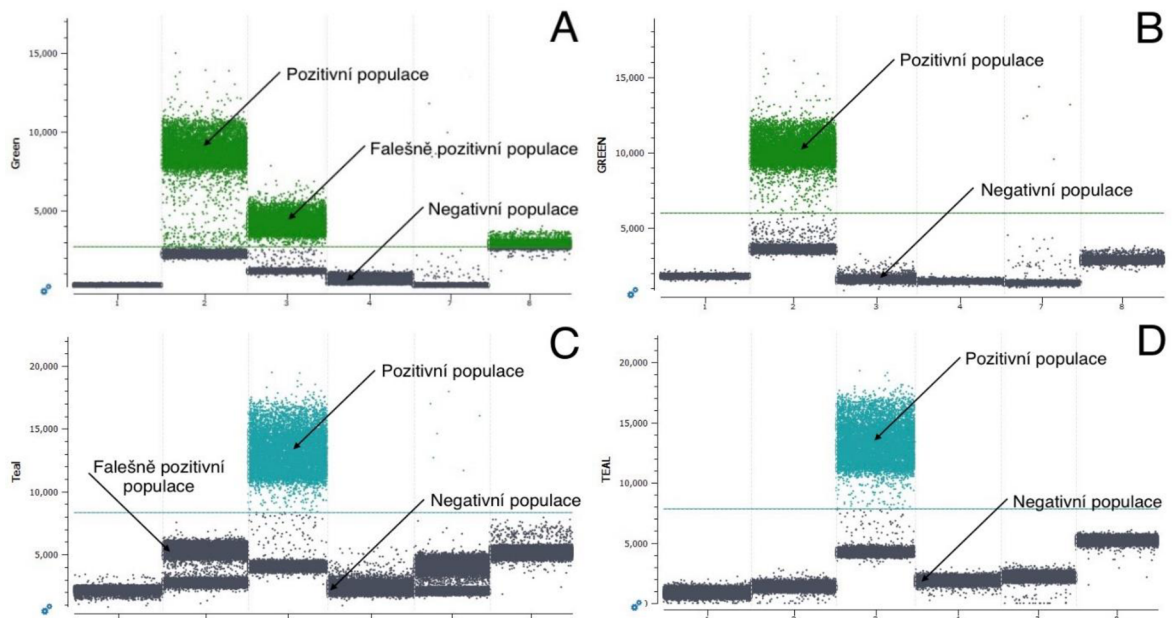 A
15,000
Pozitivní populace
10,000
Green
Falešně pozitivní populace
Negativní populace
5,000
1 2 3 4 7 8
B
Pozitivní populace
15,000
GREEN
10,000
Negativní populace
5,000
1 2 3 4 7 8
C
20,000
Pozitivní populace
15,000
Teal
Falešně pozitivní
populace
10,000
Negativní populace
5,000
D
20,000
Pozitivní populace
15,000
TEAL
10,000
Negativní populace
5,000